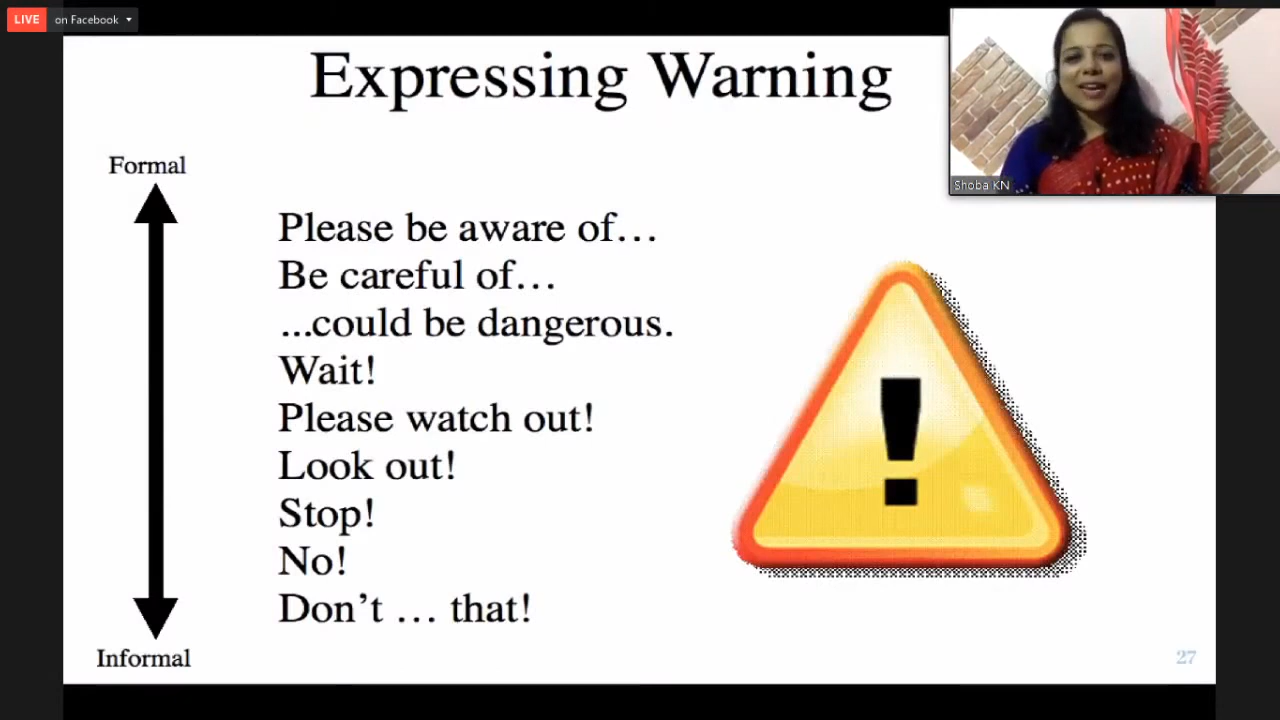 LIVE on Facebook
Expressing Warning
Shoba KN
Formal
Please be aware of…
Be careful of…
...could be dangerous.
Wait!
Please watch out!
Look out!
Stop!
No!
Don’t … that!
Informal
!
27